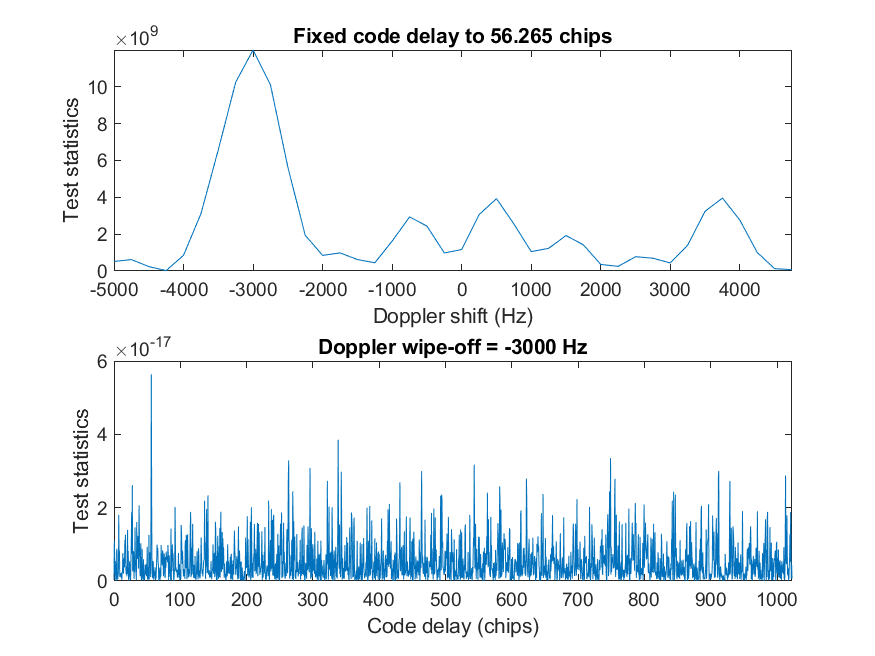 ×10^9
Fixed code delay to 56.265 chips
10
8
6
4
2
0
Test statistics
-5000 -4000 -3000 -2000 -1000 0 1000 2000 3000 4000
Doppler shift (Hz)
×10^-17
Doppler wipe-off = -3000 Hz
6
4
2
0
Test statistics
0 100 200 300 400 500 600 700 800 900 1000
Code delay (chips)